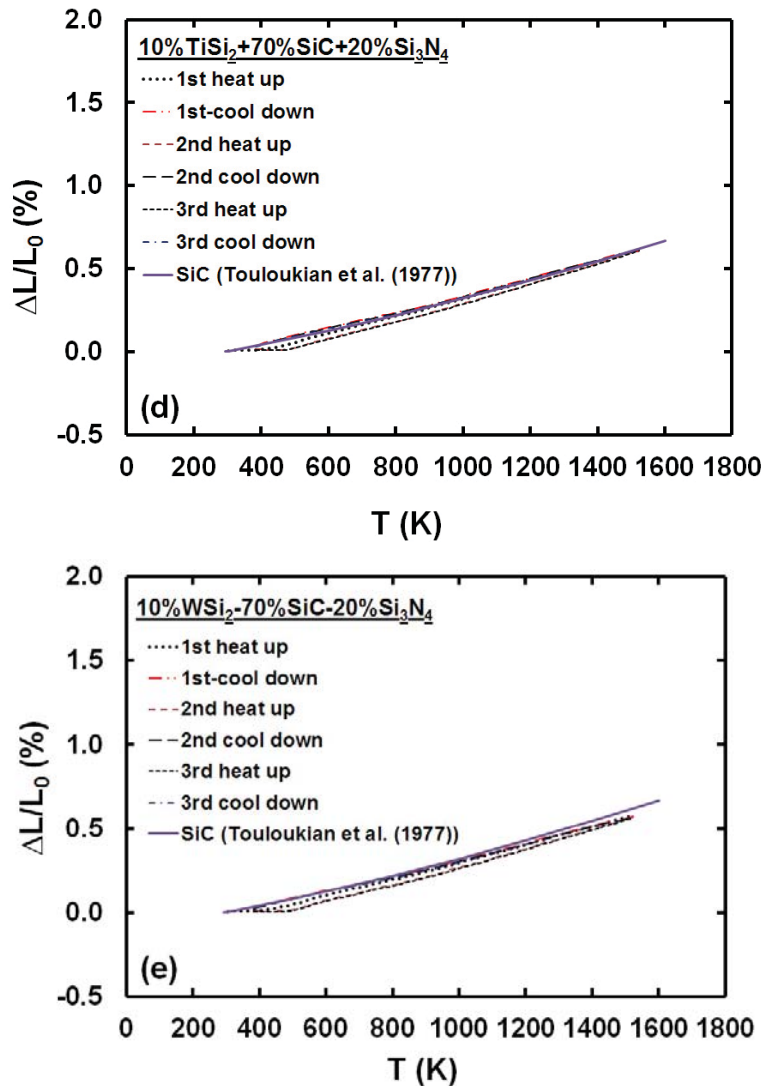 2.0
10%TiSi2+70%SiC+20%Si3N4
1st heat up
1.5
1st-cool down
2nd heat up
1.0
2nd cool down
3rd heat up
3rd cool down
0.5
SiC (Touloukian et al. (1977))
ΔL/L0 (%)
0.0
(d)
-0.5
0 200 400 600 800 1000 1200 1400 1600 1800
T (K)
2.0
10%WSi2-70%SiC-20%Si3N4
1st heat up
1.5
1st-cool down
2nd heat up
1.0
2nd cool down
3rd heat up
3rd cool down
0.5
SiC (Touloukian et al. (1977))
ΔL/L0 (%)
0.0
(e)
-0.5
0 200 400 600 800 1000 1200 1400 1600 1800
T (K)